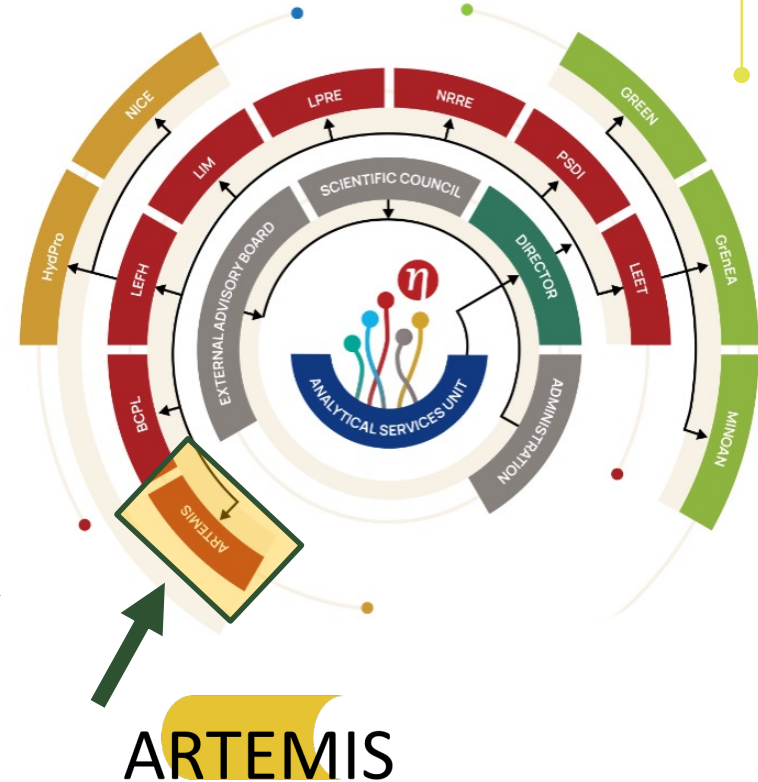 NICE
HydPro
LPRE
NRRE
LIM
PSDI
LEFH
LEET
BCPL
ARTEMIS
GREEN
GrEnEA
MINOAN
SCIENTIFIC COUNCIL
EXTERNAL ADVISORY BOARD
DIRECTOR
ADMINISTRATION
η
ANALYTICAL SERVICES UNIT
ARTEMIS